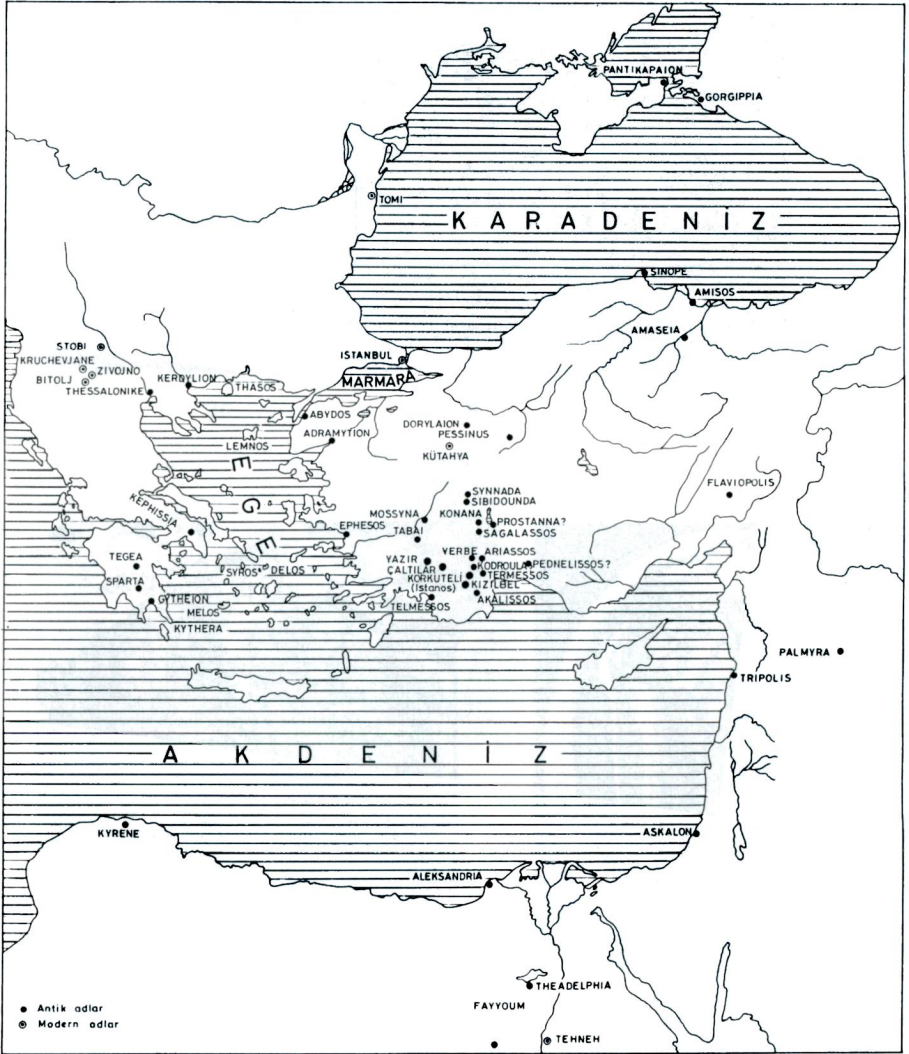 PANTIKAPAION
GORGIPPIA
TOMI
KARADENİZ
SINOPE
AMISOS
AMASEIA
STOBI
KRUCHEVJANE
ZIVOJNO
BITOLJ
THESSALONIKE
KERDYLION
THASOS
ISTANBUL
MARMARA
ABYDOS
ADRAMYTION
LEMNOS
DORYLAION
PESSINUS
KÜTAHYA
EGE
FLAVIOPOLIS
SYNNADA
SIBIDOUNDA
KEPHISSIA
EPHESOS
MOSSYNA
TABAI
KONANA
PROSTANNA?
SAGALASSOS
TEGEA
SPARTA
GYTHEION
SYROS
DELOS
MELOS
KYTHERA
YAZIR
ÇALTILAR
VERBE
ARIASSOS
KODROULA
PEDNELISSOS?
KORKUTELİ
(İstanos)
TERMESSOS
KIZILBEL
AKALISSOS
TELMESSOS
PALMYRA
TRIPOLIS
AKDENİZ
KYRENE
ASKALON
ALEKSANDRIA
THEADELPHIA
FAYYOUM
TEHNEH
Antik adlar
Modern adlar